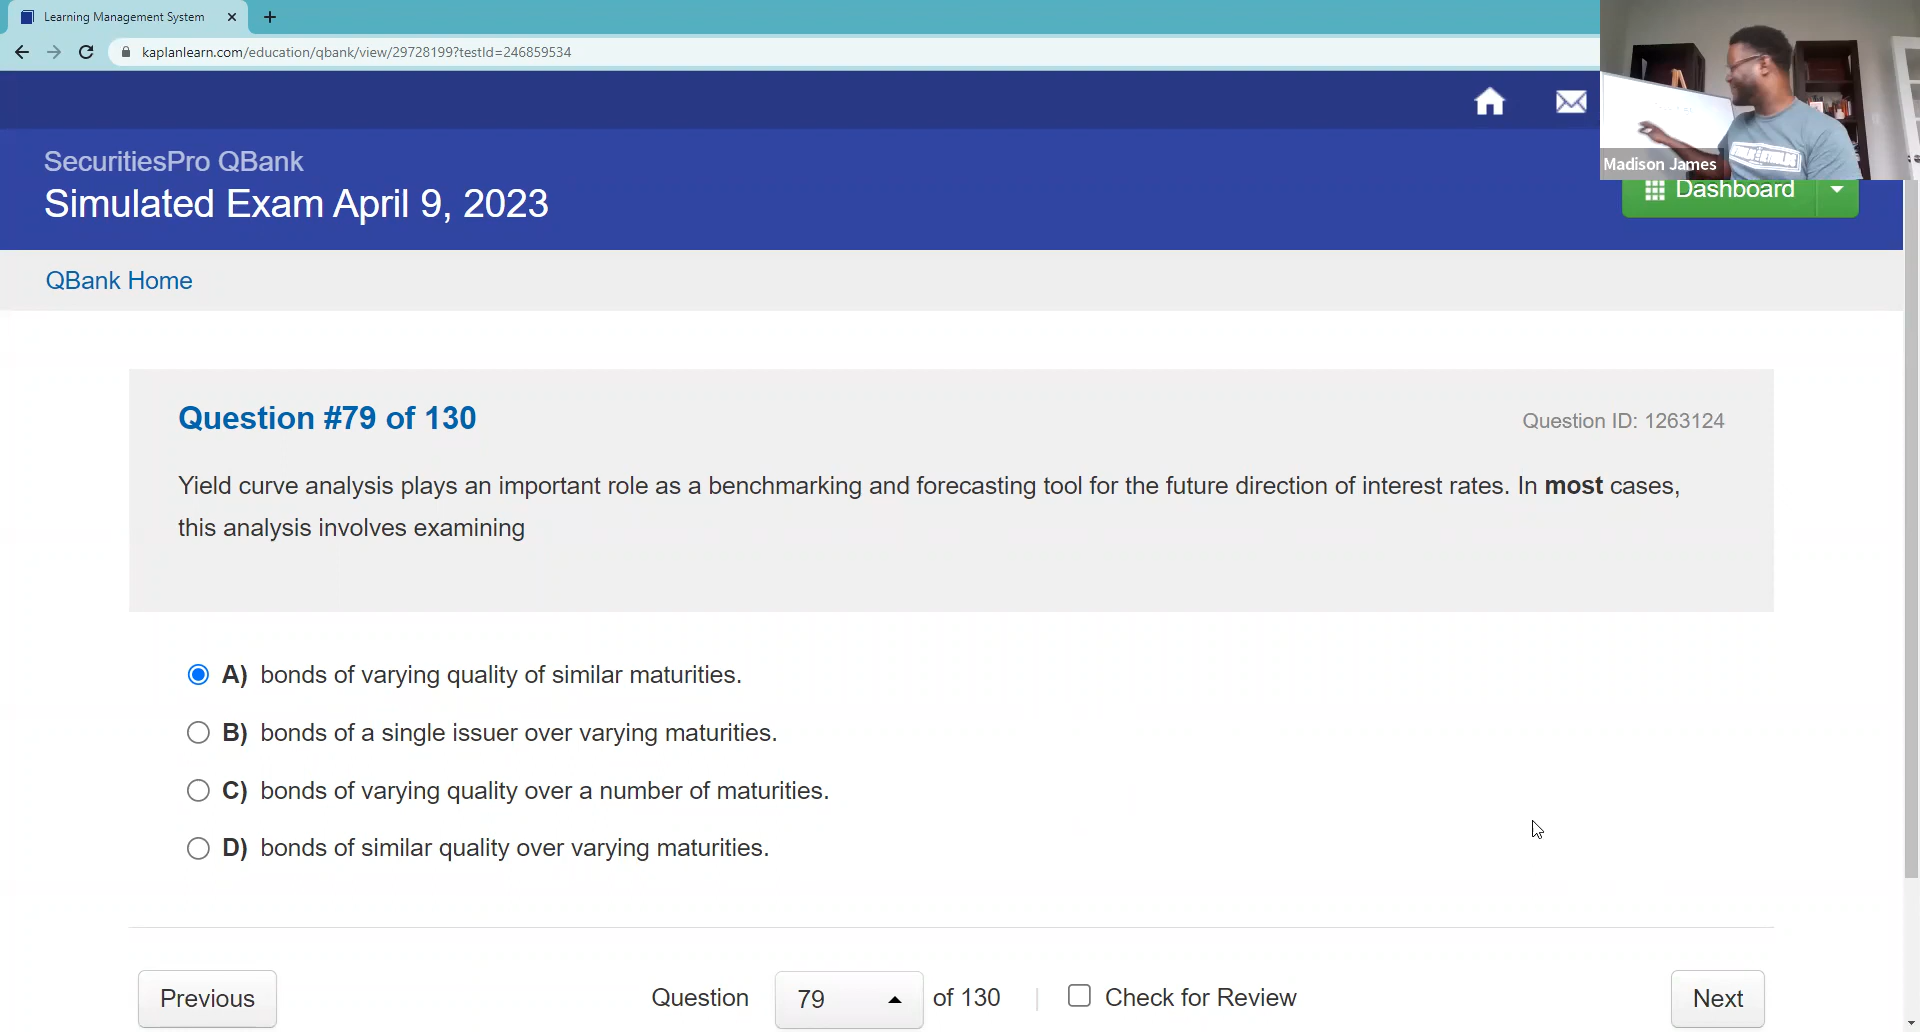 Learning Management System
kaplanlearn.com/education/qbank/view/29728199?testId=246859534
Madison James
SecuritiesPro QBank
Simulated Exam April 9, 2023
Dashboard
QBank Home
Question #79 of 130
Question ID: 1263124
Yield curve analysis plays an important role as a benchmarking and forecasting tool for the future direction of interest rates. In most cases,
this analysis involves examining
A) bonds of varying quality of similar maturities.
B) bonds of a single issuer over varying maturities.
C) bonds of varying quality over a number of maturities.
D) bonds of similar quality over varying maturities.
Previous
Question 79 of 130 | Check for Review
Next